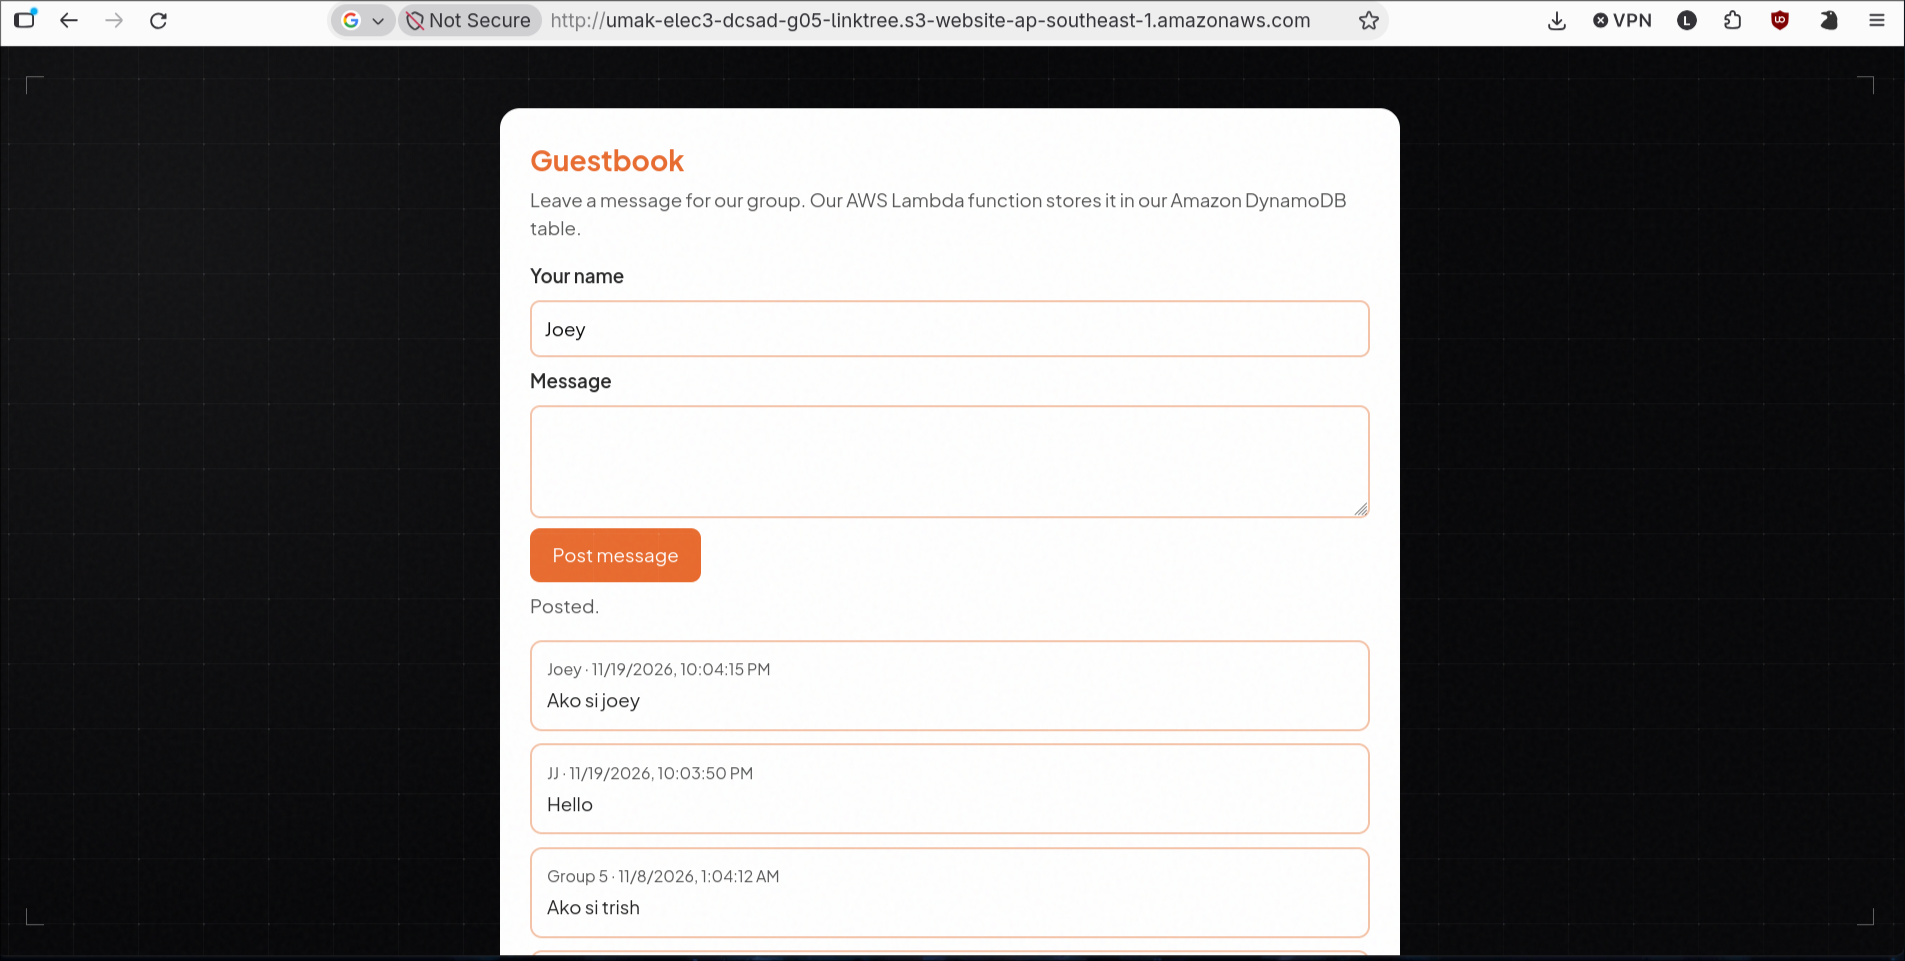 Not Secure
http://umak-elec3-dcsad-g05-linktree.s3-website-ap-southeast-1.amazonaws.com
VPN
L
Guestbook
Leave a message for our group. Our AWS Lambda function stores it in our Amazon DynamoDB
table.
Your name
Joey
Message
Post message
Posted.
Joey · 11/19/2026, 10:04:15 PM
Ako si joey
JJ · 11/19/2026, 10:03:50 PM
Hello
Group 5 · 11/8/2026, 1:04:12 AM
Ako si trish